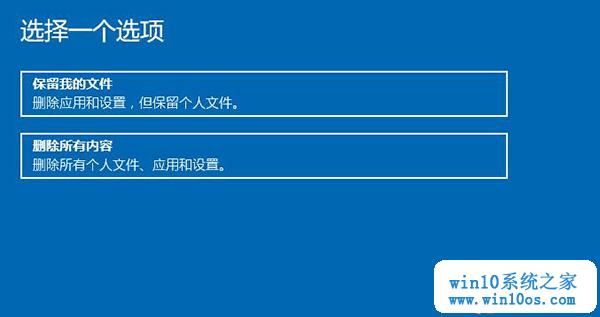 选择一个选项
保留我的文件
删除应用和设置，但保留个人文件。
删除所有内容
删除所有个人文件、应用和设置。
win10系统之家
www.win10os.com